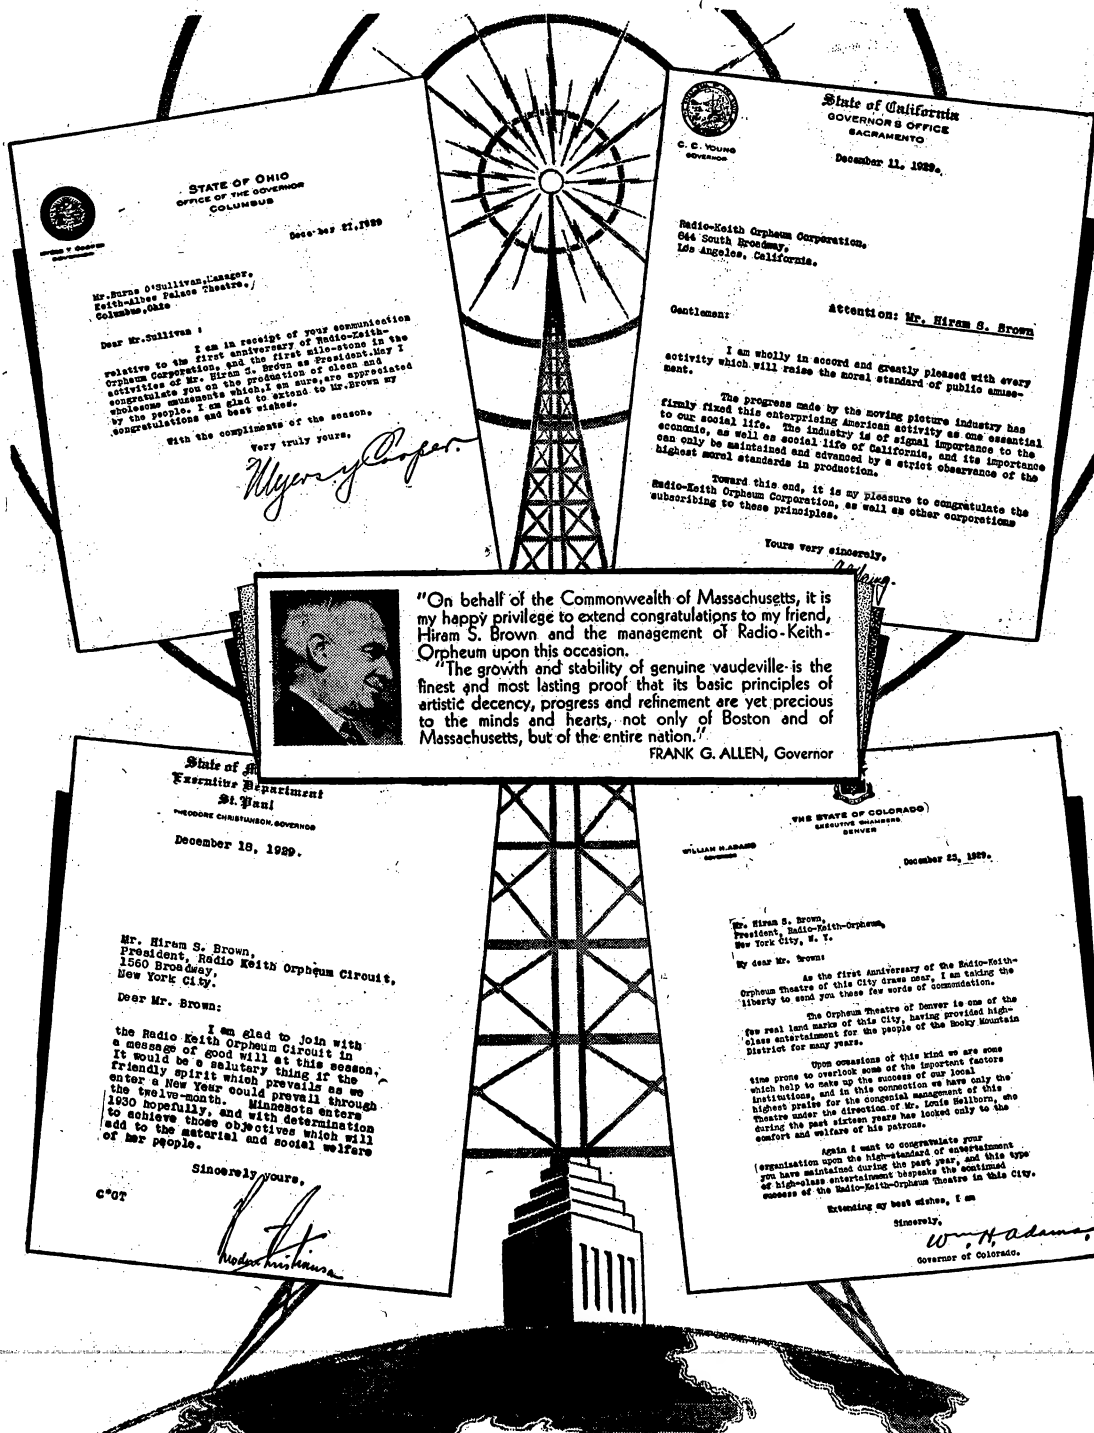 STATE OF OHIO
OFFICE OF THE GOVERNOR
COLUMBUS
MYERS Y COOPER
GOVERNOR
December 21,1929
Mr.Burns O'Sullivan,Manager,
Keith-Albee Palace Theatre,
Columbus,Ohio
Dear Mr.Sullivan :
I am in receipt of your communication
relative to the first anniversary of Radio-Keith-
Orpheum Corporation, and the first mile-stone in the
activities of Mr. Hiram S. Brown as President.May I
congratulate you on the production of clean and
wholesome amusements which,I am sure,are appreciated
by the people. I am glad to extend to Mr.Brown my
congratulations and best wishes.
With the compliments of the season,
Very truly yours,
Myers Y Cooper.
State of California
GOVERNOR'S OFFICE
SACRAMENTO
C. C. YOUNG
GOVERNOR
December 11, 1929.
Radio-Keith Orpheum Corporation,
644 South Broadway,
Los Angeles, California.
Gentlemen:
Attention: Mr. Hiram S. Brown
I am wholly in accord and greatly pleased with every
activity which will raise the moral standard of public amuse-
ment.
The progress made by the moving picture industry has
firmly fixed this enterprising American activity as one essential
to our social life. The industry is of signal importance to the
economic, as well as social life of California, and its importance
can only be maintained and advanced by a strict observance of the
highest moral standards in production.
Toward this end, it is my pleasure to congratulate the
Radio-Keith Orpheum Corporation, as well as other corporations
subscribing to these principles.
Yours very sincerely,
"On behalf of the Commonwealth of Massachusetts, it is
my happy privilege to extend congratulations to my friend,
Hiram S. Brown and the management of Radio-Keith-
Orpheum upon this occasion.
"The growth and stability of genuine vaudeville is the
finest and most lasting proof that its basic principles of
artistic decency, progress and refinement are yet precious
to the minds and hearts, not only of Boston and of
Massachusetts, but of the entire nation."
FRANK G. ALLEN, Governor
State of M
Executive Department
St. Paul
THEODORE CHRISTIANSON, GOVERNOR
December 18, 1929.
Mr. Hiram S. Brown,
President, Radio Keith Orpheum Circuit,
1560 Broadway,
New York City.
Dear Mr. Brown:
I am glad to join with
the Radio Keith Orpheum Circuit in
a message of good will at this season.
It would be a salutary thing if the
friendly spirit which prevails as we
enter a New Year could prevail through
the twelve-month. Minnesota enters
1930 hopefully, and with determination
to achieve those objectives which will
add to the material and social welfare
of her people.
Sincerely yours,
C*GT
THE STATE OF COLORADO
EXECUTIVE CHAMBERS
DENVER
WILLIAM H. ADAMS
GOVERNOR
December 23, 1929.
Mr. Hiram S. Brown,
President, Radio-Keith-Orpheum,
New York City, N. Y.
My dear Mr. Brown:
As the first Anniversary of the Radio-Keith-
Orpheum Theatre of this City draws near, I am taking the
liberty to send you these few words of commendation.
The Orpheum Theatre of Denver is one of the
few real land marks of this City, having provided high-
class entertainment for the people of the Rocky Mountain
District for many years.
Upon occasions of this kind we are some
time prone to overlook some of the important factors
which help to make up the success of our local
institutions, and in this connection we have only the
highest praise for the congenial management of this
Theatre under the direction of Mr. Louis Hellborn, who
during the past sixteen years has looked only to the
comfort and welfare of his patrons.
Again I want to congratulate your
organization upon the high-standard of entertainment
you have maintained during the past year, and this type
of high-class entertainment bespeaks the continued
success of the Radio-Keith-Orpheum Theatre in this City.
Extending my best wishes, I am
Sincerely,
Wm. H. Adams,
Governor of Colorado.